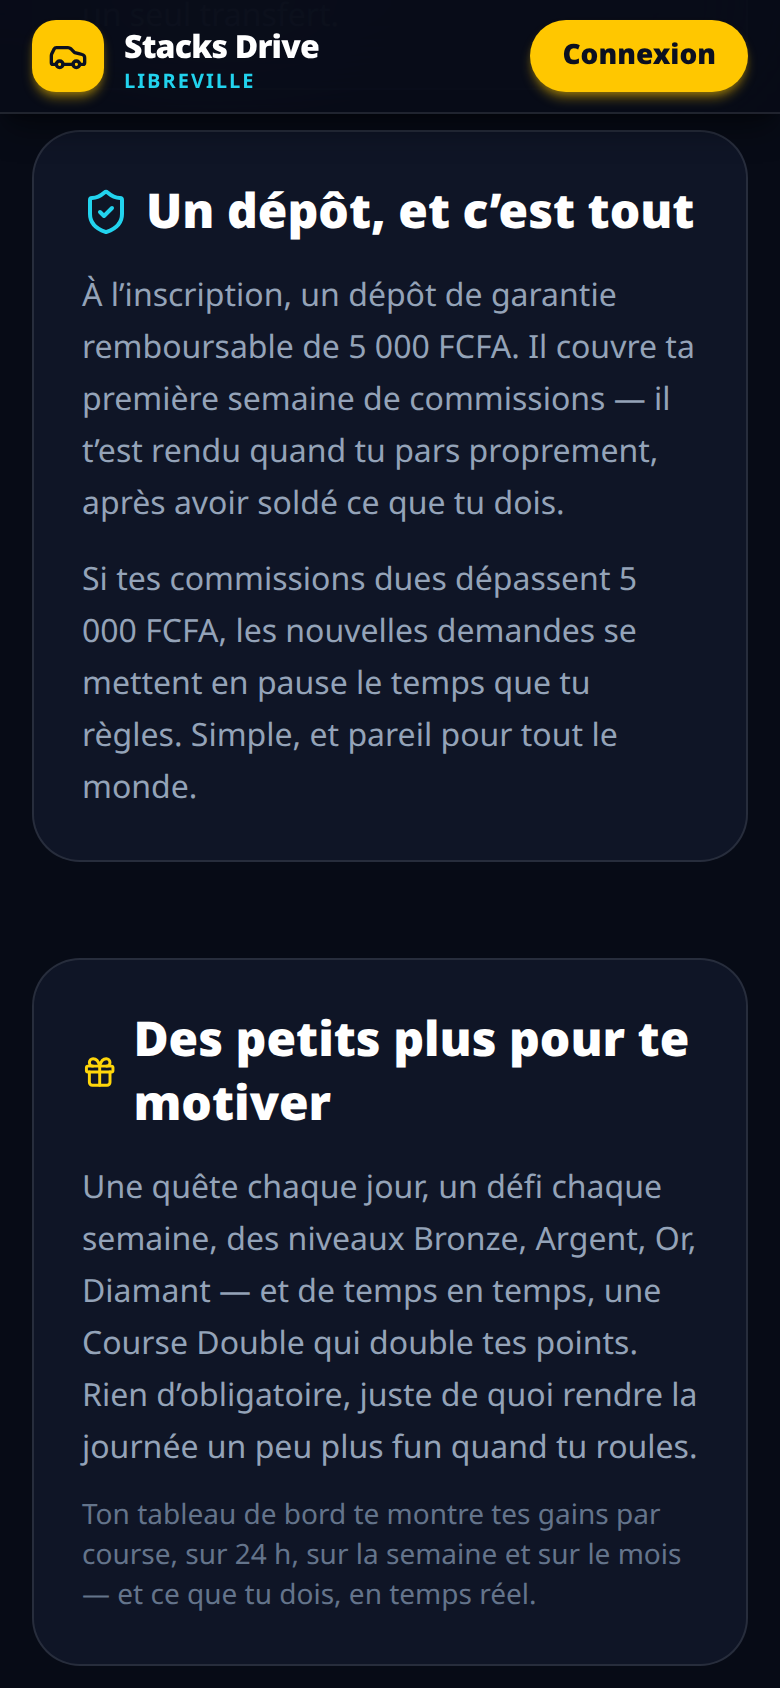 un seul transfert.
Stacks Drive
LIBREVILLE
Connexion
Un dépôt, et c’est tout
À l’inscription, un dépôt de garantie
remboursable de 5 000 FCFA. Il couvre ta
première semaine de commissions — il
t’est rendu quand tu pars proprement,
après avoir soldé ce que tu dois.
Si tes commissions dues dépassent 5
000 FCFA, les nouvelles demandes se
mettent en pause le temps que tu
règles. Simple, et pareil pour tout le
monde.
Des petits plus pour te
motiver
Une quête chaque jour, un défi chaque
semaine, des niveaux Bronze, Argent, Or,
Diamant — et de temps en temps, une
Course Double qui double tes points.
Rien d’obligatoire, juste de quoi rendre la
journée un peu plus fun quand tu roules.
Ton tableau de bord te montre tes gains par
course, sur 24 h, sur la semaine et sur le mois
— et ce que tu dois, en temps réel.